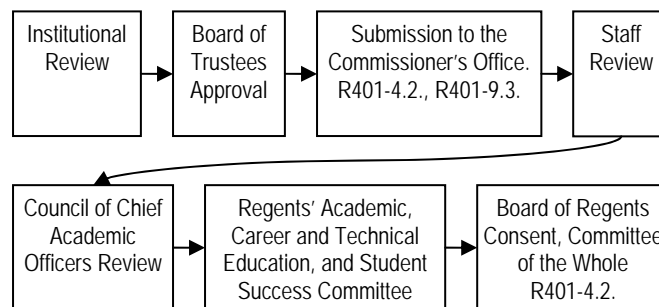 Institutional
Review
Board of
Trustees
Approval
Submission to the
Commissioner's Office.
R401-4.2., R401-9.3.
Staff
Review
Council of Chief
Academic
Officers Review
Regents' Academic,
Career and Technical
Education, and Student
Success Committee
Board of Regents
Consent, Committee
of the Whole
R401-4.2.